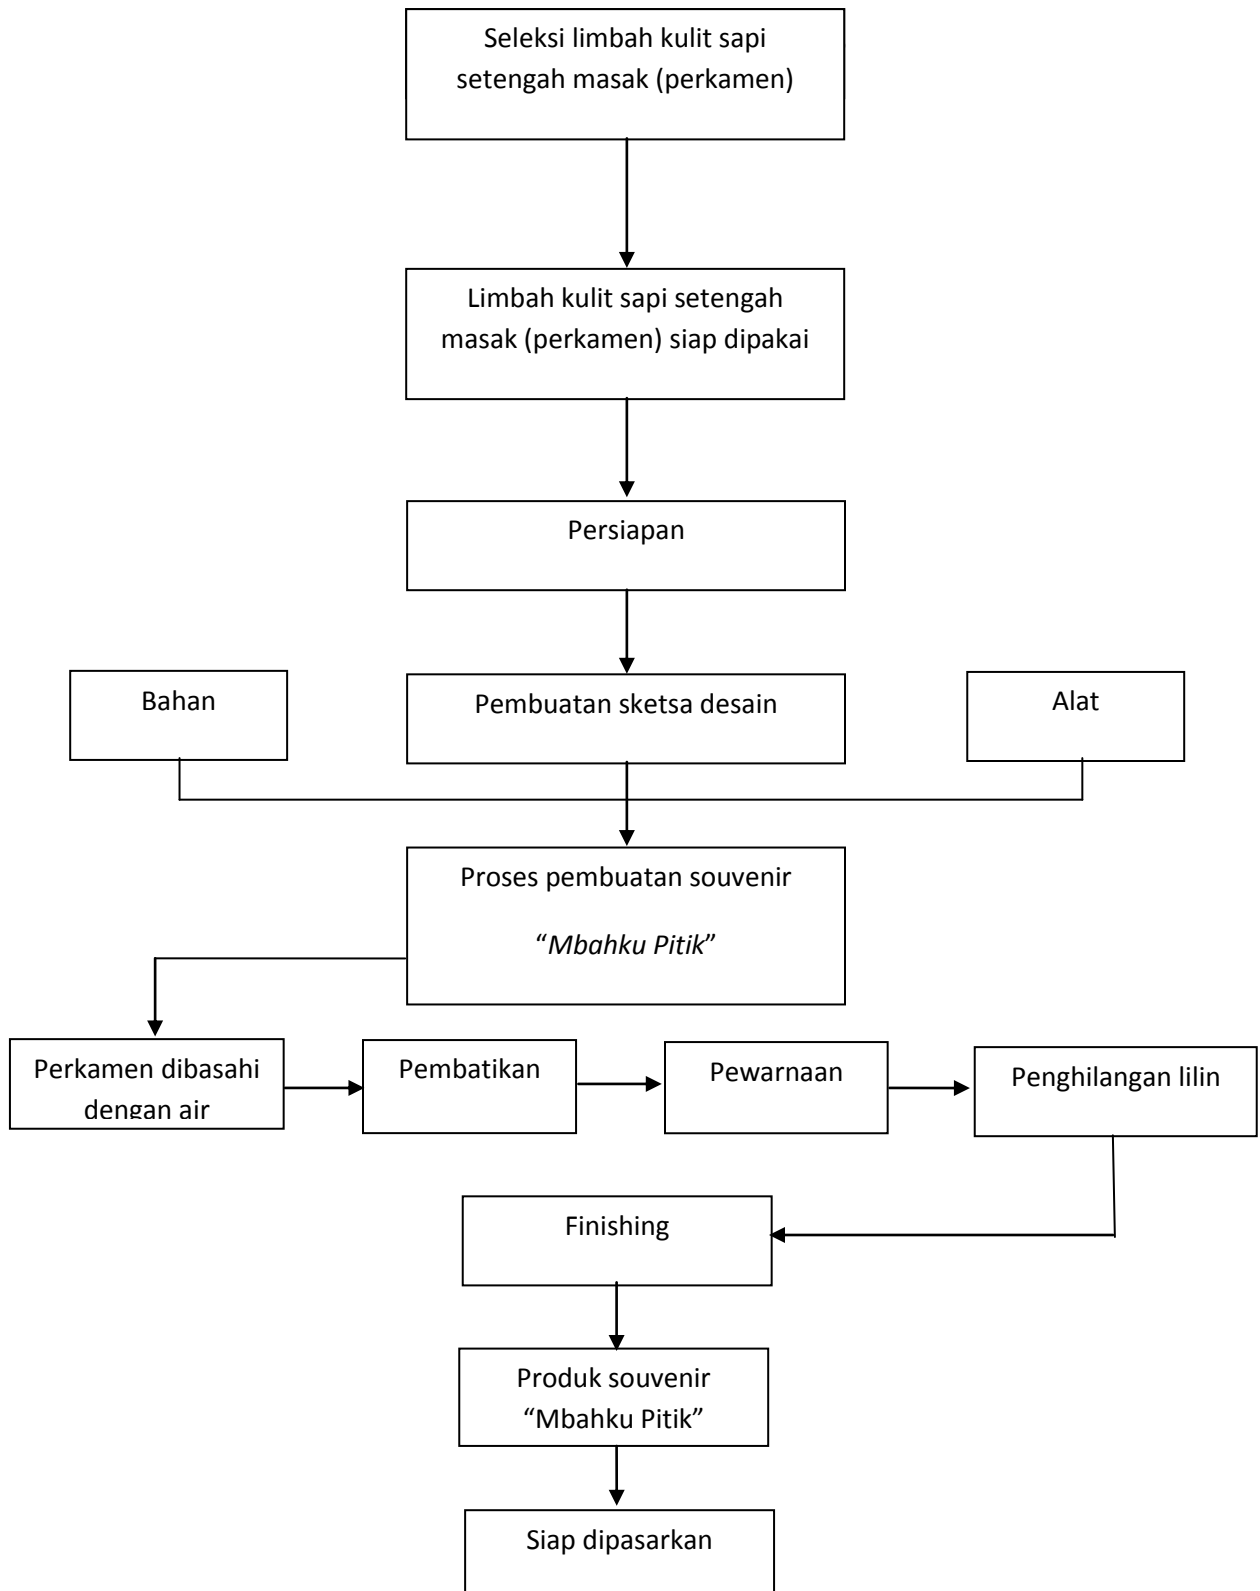 Seleksi limbah kulit sapi
setengah masak (perkamen)
Limbah kulit sapi setengah
masak (perkamen) siap dipakai
Persiapan
Bahan
Pembuatan sketsa desain
Alat
Proses pembuatan souvenir
“Mbahku Pitik”
Perkamen dibasahi
dengan air
Pembatikan
Pewarnaan
Penghilangan lilin
Finishing
Produk souvenir
“Mbahku Pitik”
Siap dipasarkan